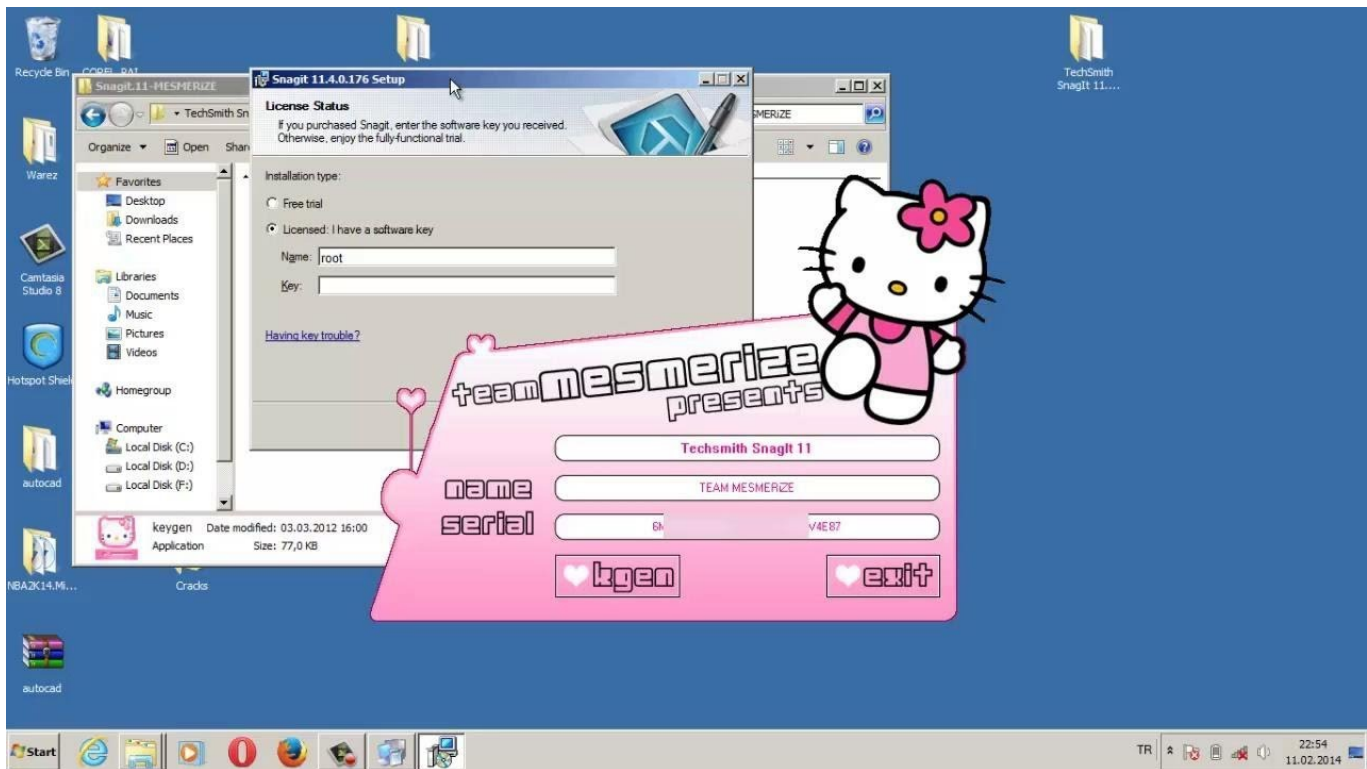 Recycle Bin
TechSmith
SnagIt 11....
Snagit.11-MESMERiZE
Snagit 11.4.0.176 Setup
TechSmith Sn
MERiZE
License Status
If you purchased Snagit, enter the software key you received.
Otherwise, enjoy the fully-functional trial.
Organize
Open
Shar
Warez
Favorites
Desktop
Downloads
Recent Places
Libraries
Documents
Music
Pictures
Videos
Homegroup
Computer
Local Disk (C:)
Local Disk (D:)
Local Disk (F:)
Installation type:
Free trial
Licensed: I have a software key
Name: root
Key:
Having key trouble?
Camtasia
Studio 8
Hotspot Shiel
autocad
keygen Date modified: 03.03.2012 16:00
Application Size: 77,0 KB
team mesmerize
presents
Techsmith SnagIt 11
name
TEAM MESMERiZE
serial
6N
V4E87
kgen
exit
NBA2K14.Mi...
Cracks
autocad
Start
TR
22:54
11.02.2014